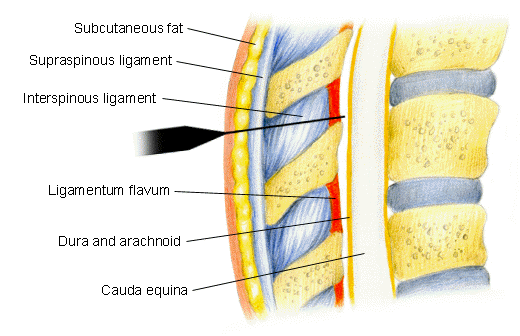 Subcutaneous fat
Supraspinous ligament
Interspinous ligament
Ligamentum flavum
Dura and arachnoid
Cauda equina